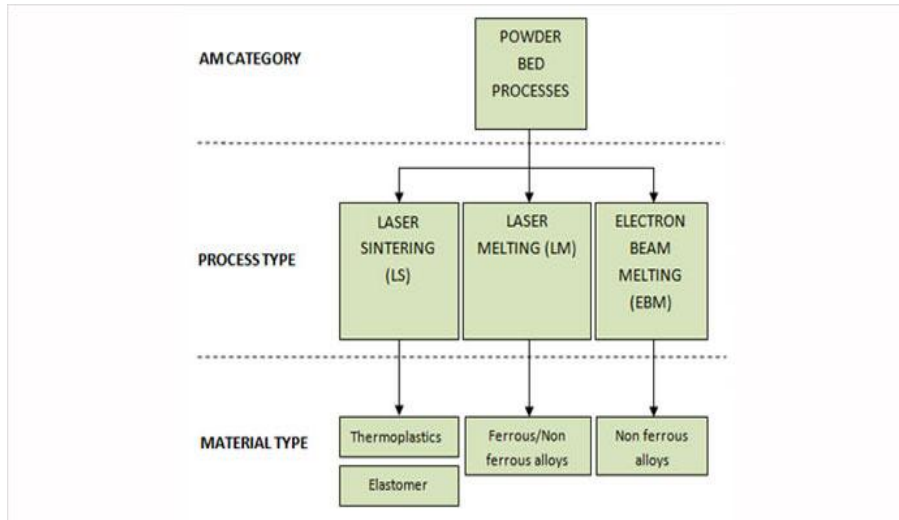 AM CATEGORY
POWDER
BED
PROCESSES
PROCESS TYPE
LASER
SINTERING
(LS)
LASER
MELTING (LM)
ELECTRON
BEAM
MELTING
(EBM)
MATERIAL TYPE
Thermoplastics
Elastomer
Ferrous/Non
ferrous alloys
Non ferrous
alloys